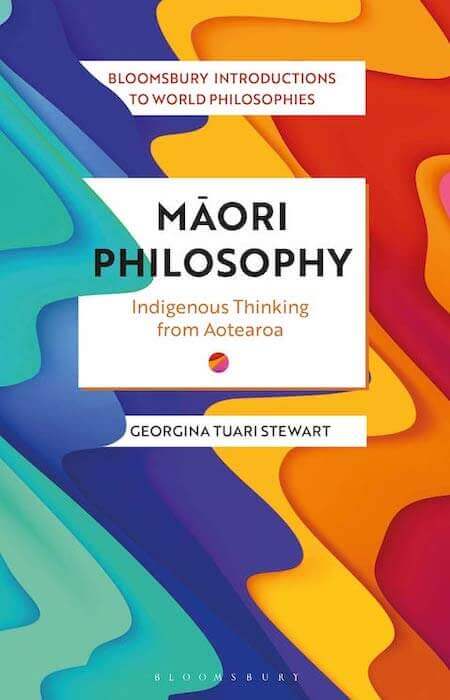 BLOOMSBURY INTRODUCTIONS
TO WORLD PHILOSOPHIES
MĀORI
PHILOSOPHY
Indigenous Thinking
from Aotearoa
GEORGINA TUARI STEWART
BLOOMSBURY